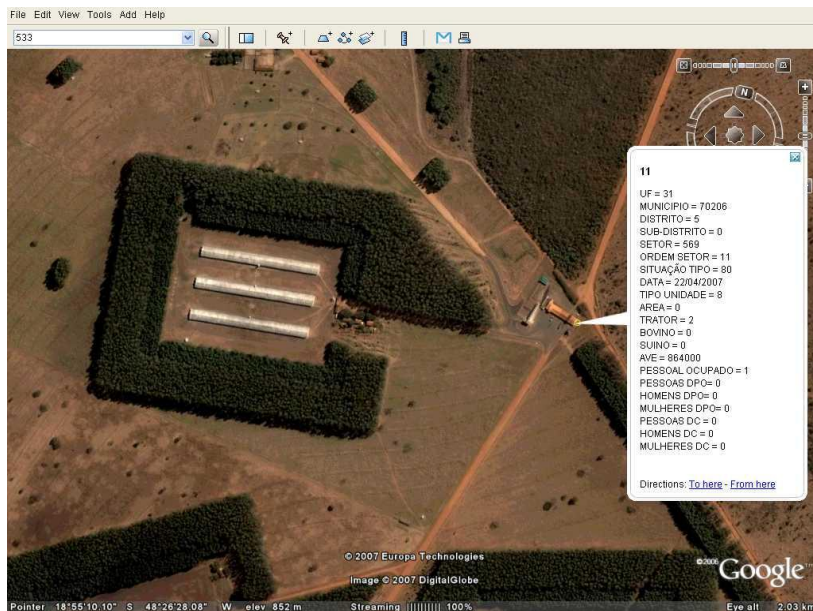 File Edit View Tools Add Help
533
N
11
UF = 31
MUNICIPIO = 70206
DISTRITO = 5
SUB-DISTRITO = 0
SETOR = 569
ORDEM SETOR = 11
SITUAÇÃO TIPO = 80
DATA = 22/04/2007
TIPO UNIDADE = 8
AREA = 0
TRATOR = 2
BOVINO = 0
SUINO = 0
AVE = 864000
PESSOAL OCUPADO = 1
PESSOAS DPO= 0
HOMENS DPO= 0
MULHERES DPO= 0
PESSOAS DC = 0
HOMENS DC = 0
MULHERES DC = 0
Directions: To here - From here
© 2007 Europa Technologies
Image © 2007 DigitalGlobe
Google
Pointer 18°55'10.10" S 48°26'28.08" W elev 852 m Streaming 100% Eye alt 2.03 km